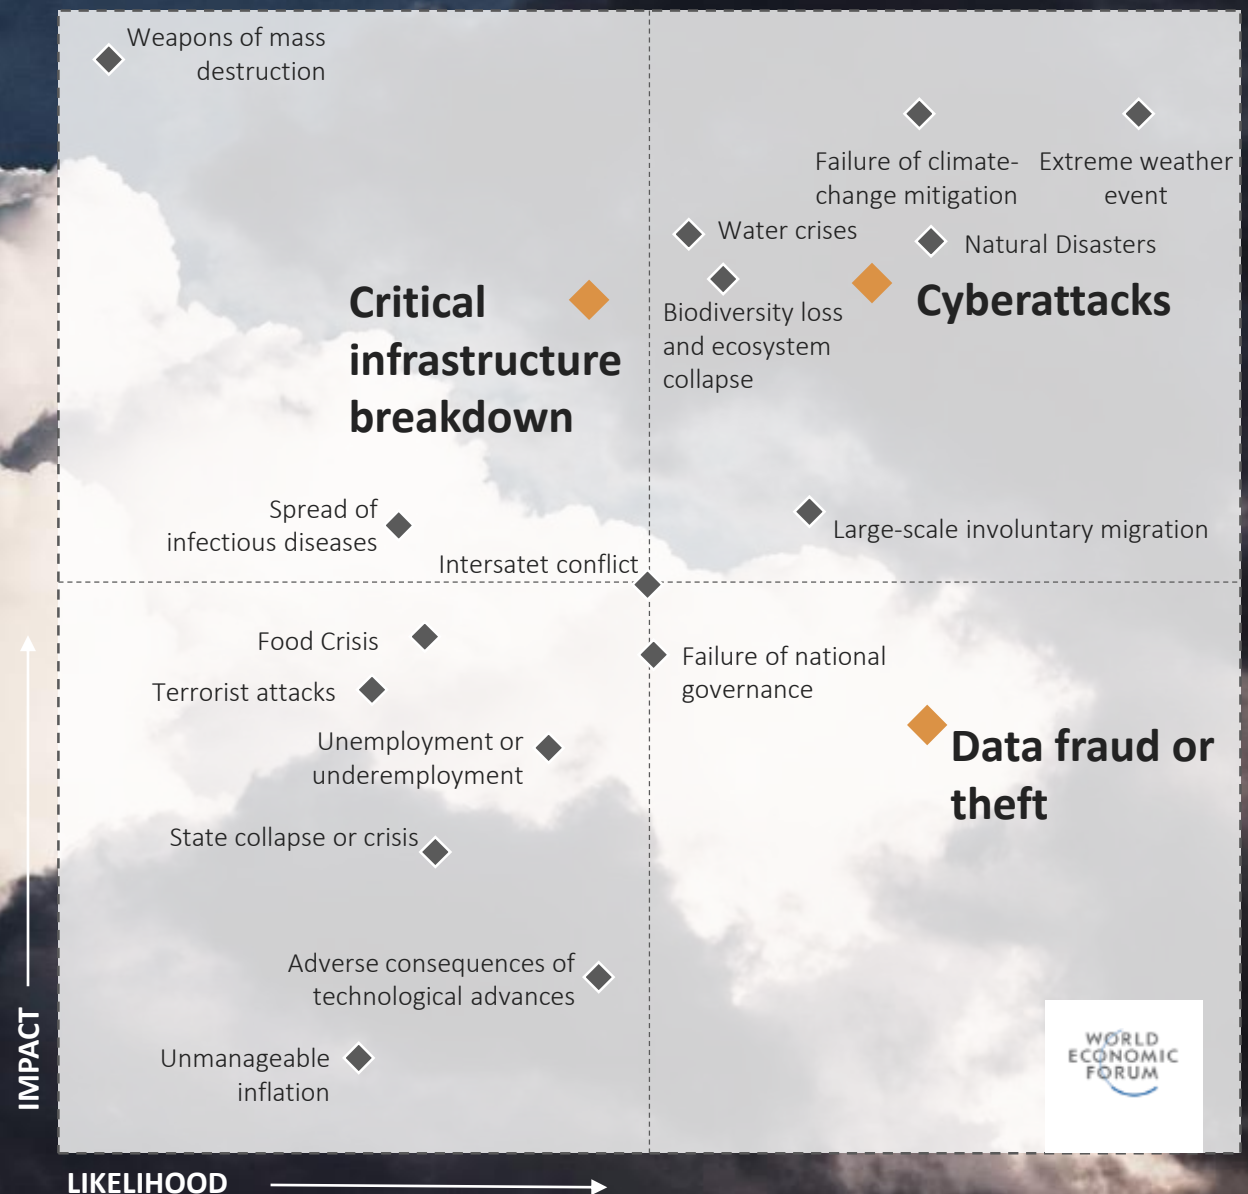 Weapons of mass
destruction
Failure of climate-
change mitigation
Extreme weather
event
Water crises
Natural Disasters
Critical
infrastructure
breakdown
Biodiversity loss
and ecosystem
collapse
Cyberattacks
Spread of
infectious diseases
Large-scale involuntary migration
Intersatet conflict
Food Crisis
Failure of national
governance
Terrorist attacks
Unemployment or
underemployment
Data fraud or
theft
State collapse or crisis
Adverse consequences of
technological advances
Unmanageable
inflation
WORLD
ECONOMIC
FORUM
IMPACT
LIKELIHOOD